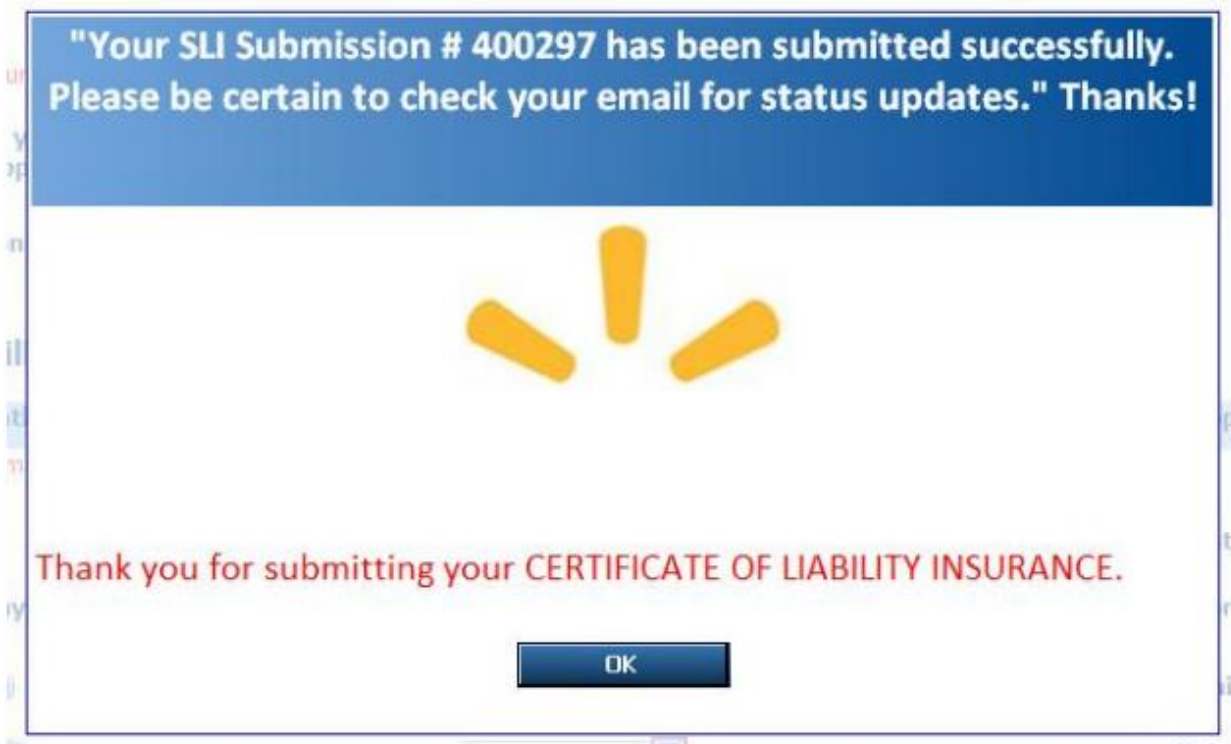 "Your SLI Submission # 400297 has been submitted successfully.
Please be certain to check your email for status updates." Thanks!
Thank you for submitting your CERTIFICATE OF LIABILITY INSURANCE.
OK